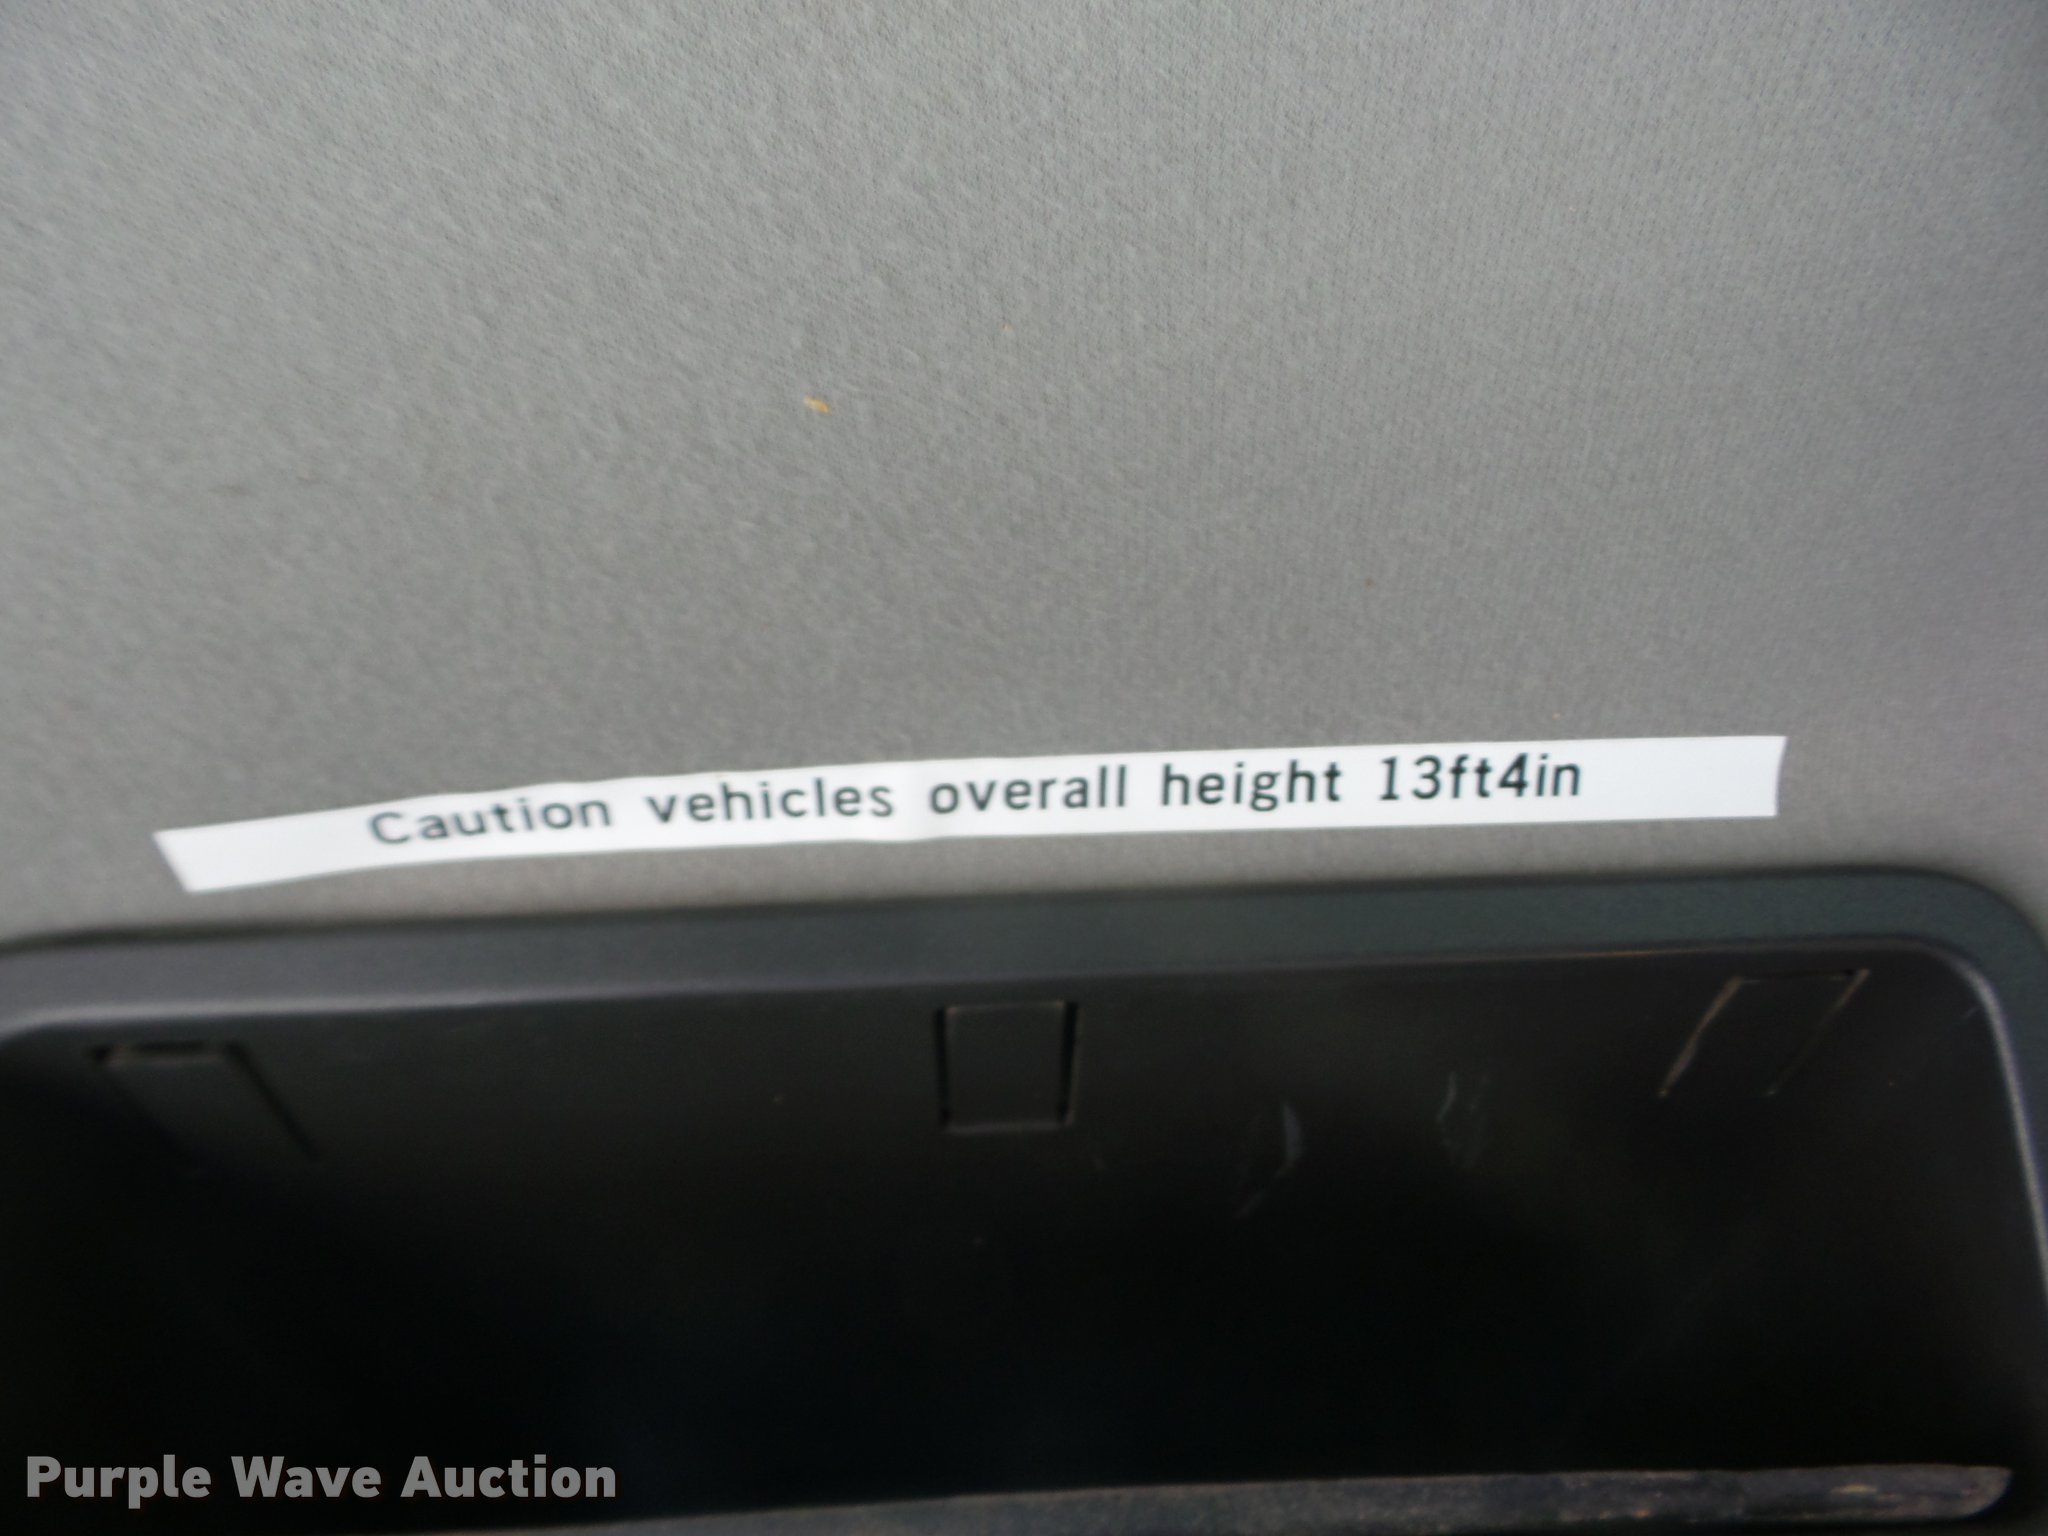 Caution vehicles overall height 13ft4in
Purple Wave Auction